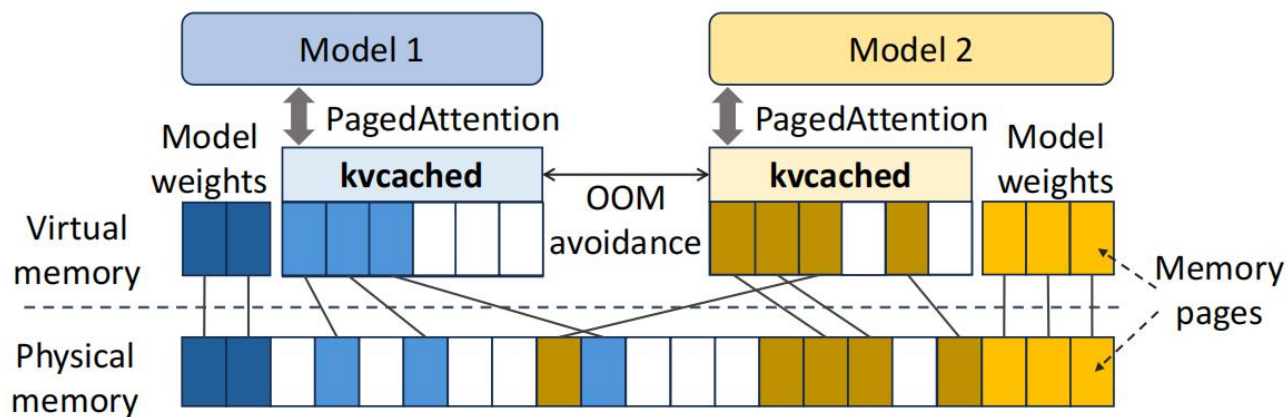 Model 1
Model 2
PagedAttention
PagedAttention
Model
weights
kvcached
OOM
avoidance
kvcached
Model
weights
Virtual
memory
Memory
pages
Physical
memory